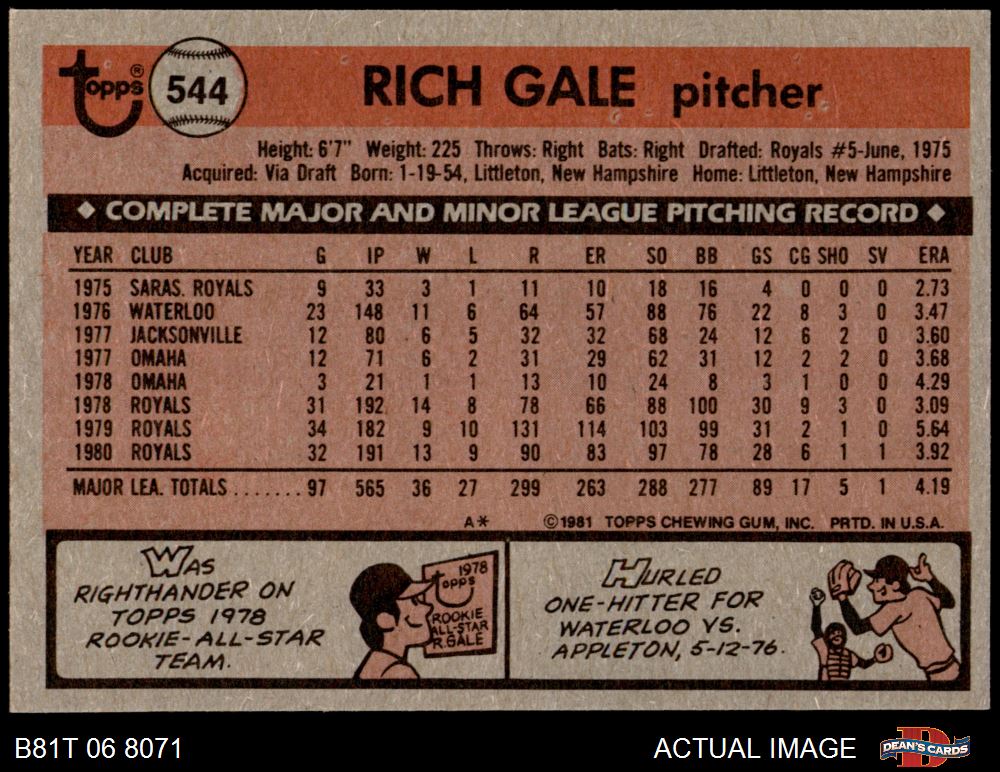 Topps® 544 RICH GALE pitcher
Height: 6'7" Weight: 225 Throws: Right Bats: Right Drafted: Royals #5-June, 1975
Acquired: Via Draft Born: 1-19-54, Littleton, New Hampshire Home: Littleton, New Hampshire
◆ COMPLETE MAJOR AND MINOR LEAGUE PITCHING RECORD ◆
YEAR CLUB G IP W L R ER SO BB GS CG SHO SV ERA
1975 SARAS. ROYALS 9 33 3 1 11 10 18 16 4 0 0 0 2.73
1976 WATERLOO 23 148 11 6 64 57 88 76 22 8 3 0 3.47
1977 JACKSONVILLE 12 80 6 5 32 32 68 24 12 6 2 0 3.60
1977 OMAHA 12 71 6 2 31 29 62 31 12 2 2 0 3.68
1978 OMAHA 3 21 1 1 13 10 24 8 3 1 0 0 4.29
1978 ROYALS 31 192 14 8 78 66 88 100 30 9 3 0 3.09
1979 ROYALS 34 182 9 10 131 114 103 99 31 2 1 0 5.64
1980 ROYALS 32 191 13 9 90 83 97 78 28 6 1 1 3.92
MAJOR LEA. TOTALS ....... 97 565 36 27 299 263 288 277 89 17 5 1 4.19
A* ©1981 TOPPS CHEWING GUM, INC. PRTD. IN U.S.A.
WAS
RIGHTHANDER ON
TOPPS 1978
ROOKIE-ALL-STAR
TEAM.
1978
Topps
ROOKIE
ALL-STAR
R. GALE
HURLED
ONE-HITTER FOR
WATERLOO VS.
APPLETON, 5-12-76.
B81T 06 8071 ACTUAL IMAGE DEAN'S CARDS